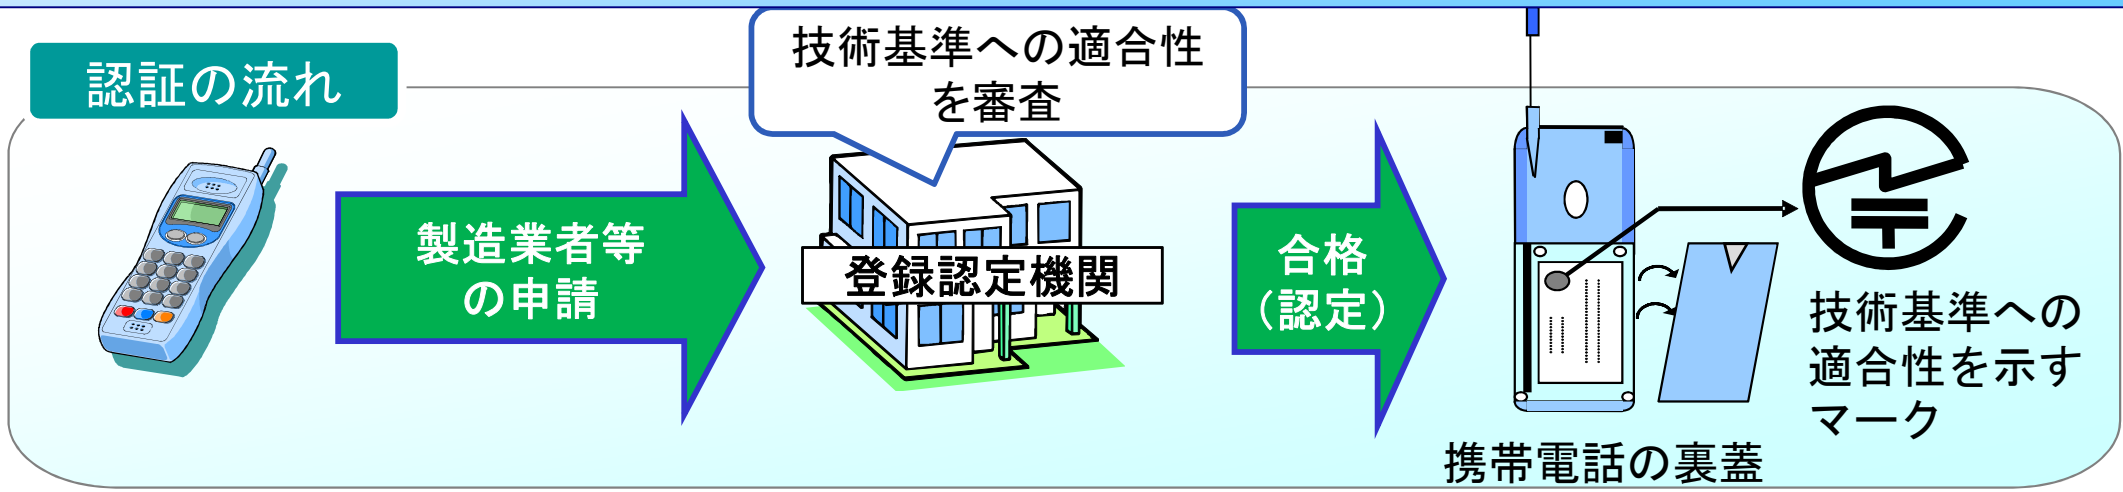 認証の流れ
技術基準への適合性
を審査
製造業者等
の申請
登録認定機関
合格
（認定）
技術基準への
適合性を示す
マーク
携帯電話の裏蓋